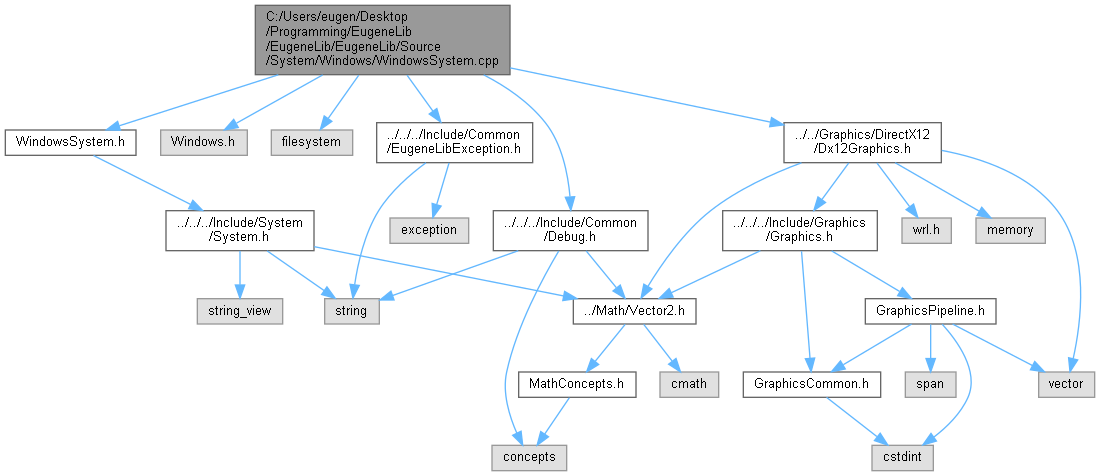 C:/Users/eugen/Desktop
/Programming/EugeneLib
/EugeneLib/EugeneLib/Source
/System/Windows/WindowsSystem.cpp
WindowsSystem.h
Windows.h
filesystem
../../../Include/Common
/EugeneLibException.h
../../Graphics/DirectX12
/Dx12Graphics.h
../../../Include/System
/System.h
exception
../../../Include/Common
/Debug.h
../../../Include/Graphics
/Graphics.h
wrl.h
memory
string_view
string
../Math/Vector2.h
GraphicsPipeline.h
MathConcepts.h
cmath
GraphicsCommon.h
span
vector
concepts
cstdint